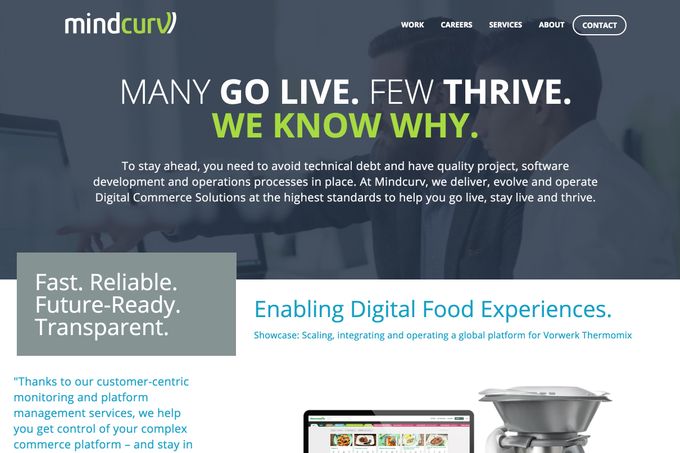 mindcurv
WORK CAREERS SERVICES ABOUT CONTACT
MANY GO LIVE. FEW THRIVE.
WE KNOW WHY.
To stay ahead, you need to avoid technical debt and have quality project, software
development and operations processes in place. At Mindcurv, we deliver, evolve and operate
Digital Commerce Solutions at the highest standards to help you go live, stay live and thrive.
Fast. Reliable.
Future-Ready.
Transparent.
Enabling Digital Food Experiences.
Showcase: Scaling, integrating and operating a global platform for Vorwerk Thermomix
"Thanks to our customer-centric
monitoring and platform
management services, we help
you get control of your complex
commerce platform – and stay in